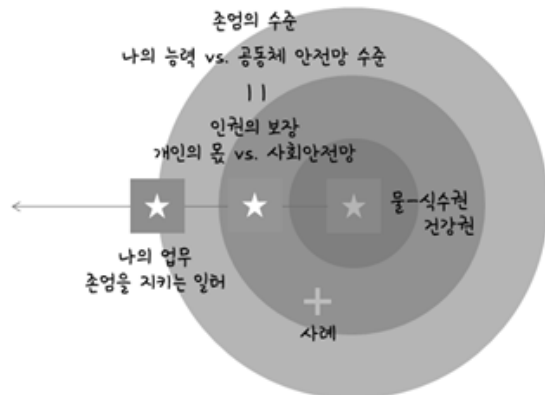 존엄의 수준
나의 능력 vs. 공동체 안전망 수준
=
인권의 보장
개인의 몫 vs. 사회안전망
물-식수권
건강권
나의 업무
존엄을 지키는 일터
사례